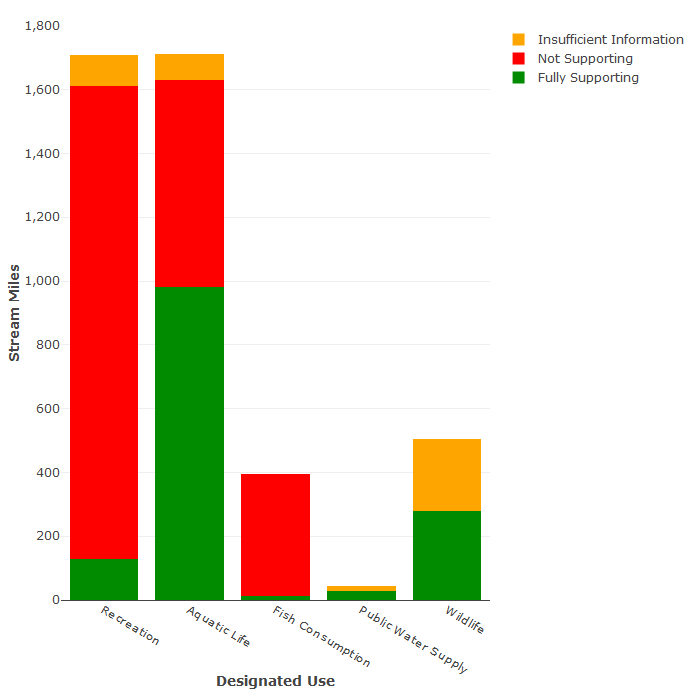 1,800
1,600
1,400
1,200
1,000
800
600
400
200
0
Stream Miles
Recreation
Aquatic Life
Fish Consumption
Public Water Supply
Wildlife
Designated Use
Insufficient Information
Not Supporting
Fully Supporting